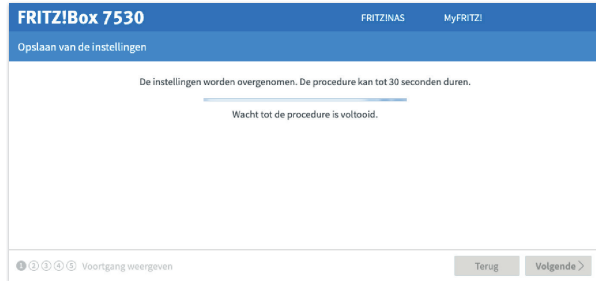 FRITZ!Box 7530
FRITZ!NAS MyFRITZ!
Opslaan van de instellingen
De instellingen worden overgenomen. De procedure kan tot 30 seconden duren.
Wacht tot de procedure is voltooid.
1 2 3 4 5 Voortgang weergeven
Terug Volgende >